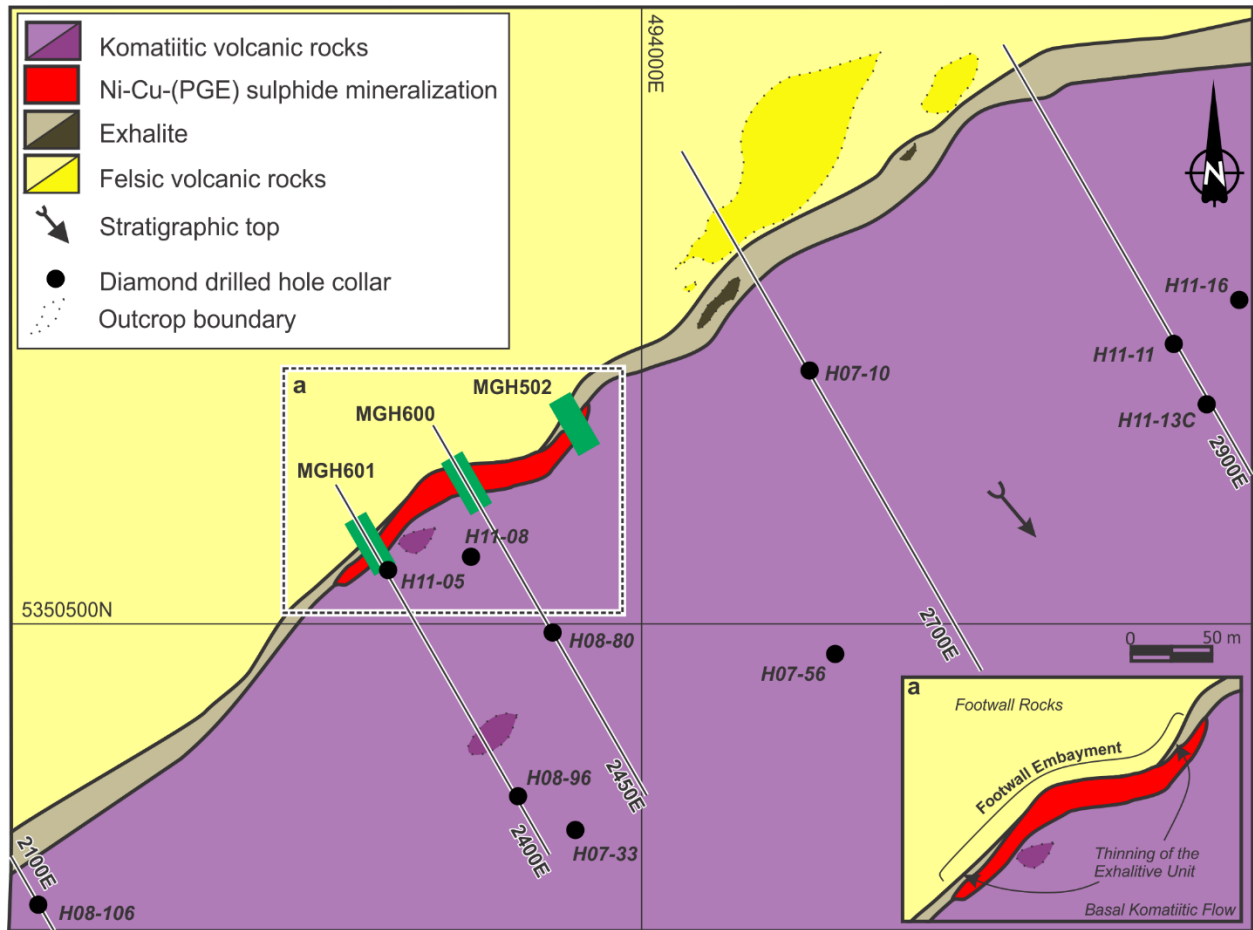 Komatiitic volcanic rocks
Ni-Cu-(PGE) sulphide mineralization
Exhalite
Felsic volcanic rocks
Stratigraphic top
Diamond drilled hole collar
Outcrop boundary
494000E
N
H11-16
H11-11
H11-13C
2900E
H07-10
a
MGH502
MGH600
MGH601
H11-08
H11-05
5350500N
H08-80
2700E
0 50 m
H07-56
H08-96
2450E
2400E
H07-33
2100E
H08-106
a
Footwall Rocks
Footwall Embayment
Thinning of the
Exhalitive Unit
Basal Komatiitic Flow